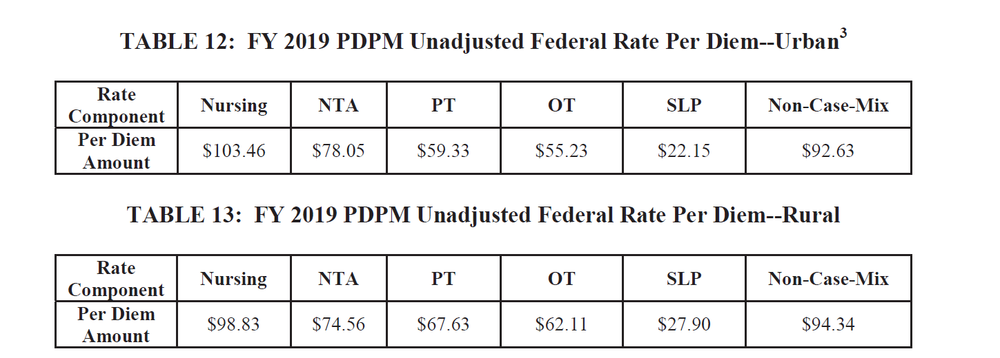 TABLE 12: FY 2019 PDPM Unadjusted Federal Rate Per Diem--Urban3
Rate Component Nursing NTA PT OT SLP Non-Case-Mix
Per Diem Amount $103.46 $78.05 $59.33 $55.23 $22.15 $92.63
TABLE 13: FY 2019 PDPM Unadjusted Federal Rate Per Diem--Rural
Rate Component Nursing NTA PT OT SLP Non-Case-Mix
Per Diem Amount $98.83 $74.56 $67.63 $62.11 $27.90 $94.34